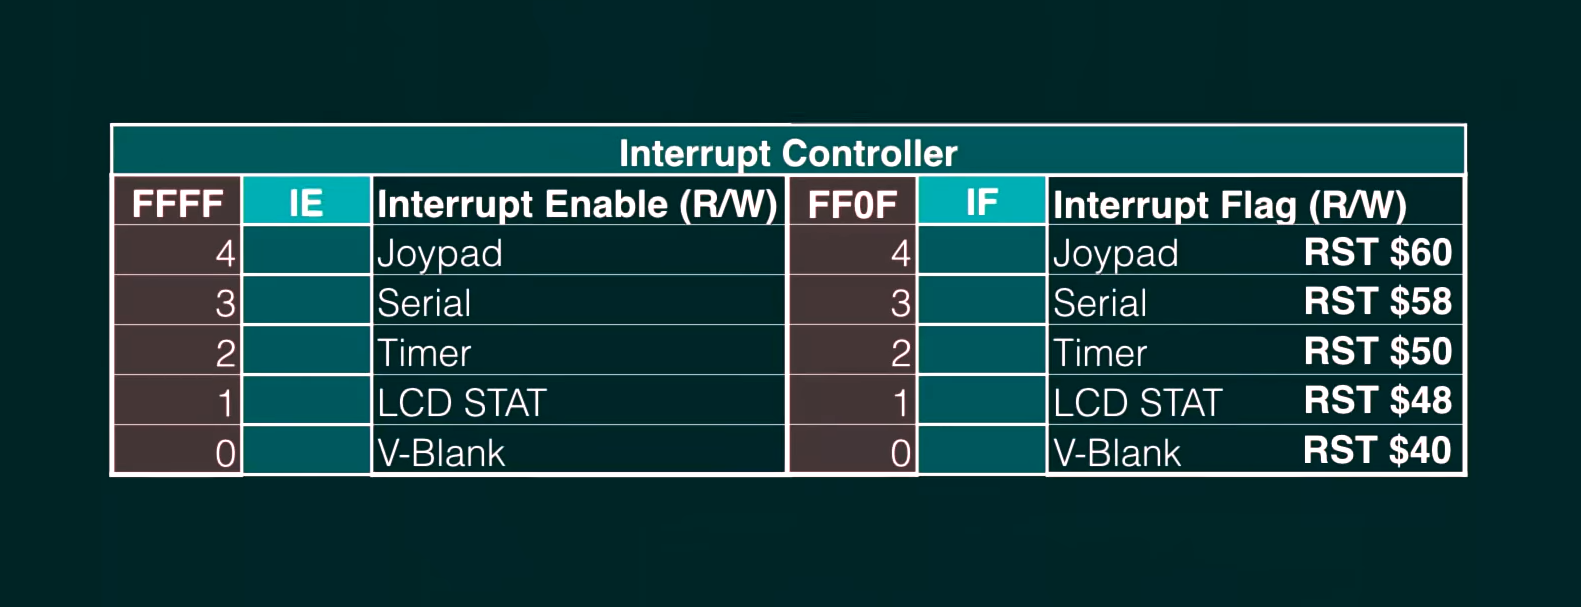 Interrupt Controller
FFFF IE Interrupt Enable (R/W) FF0F IF Interrupt Flag (R/W)
4 Joypad 4 Joypad RST $60
3 Serial 3 Serial RST $58
2 Timer 2 Timer RST $50
1 LCD STAT 1 LCD STAT RST $48
0 V-Blank 0 V-Blank RST $40